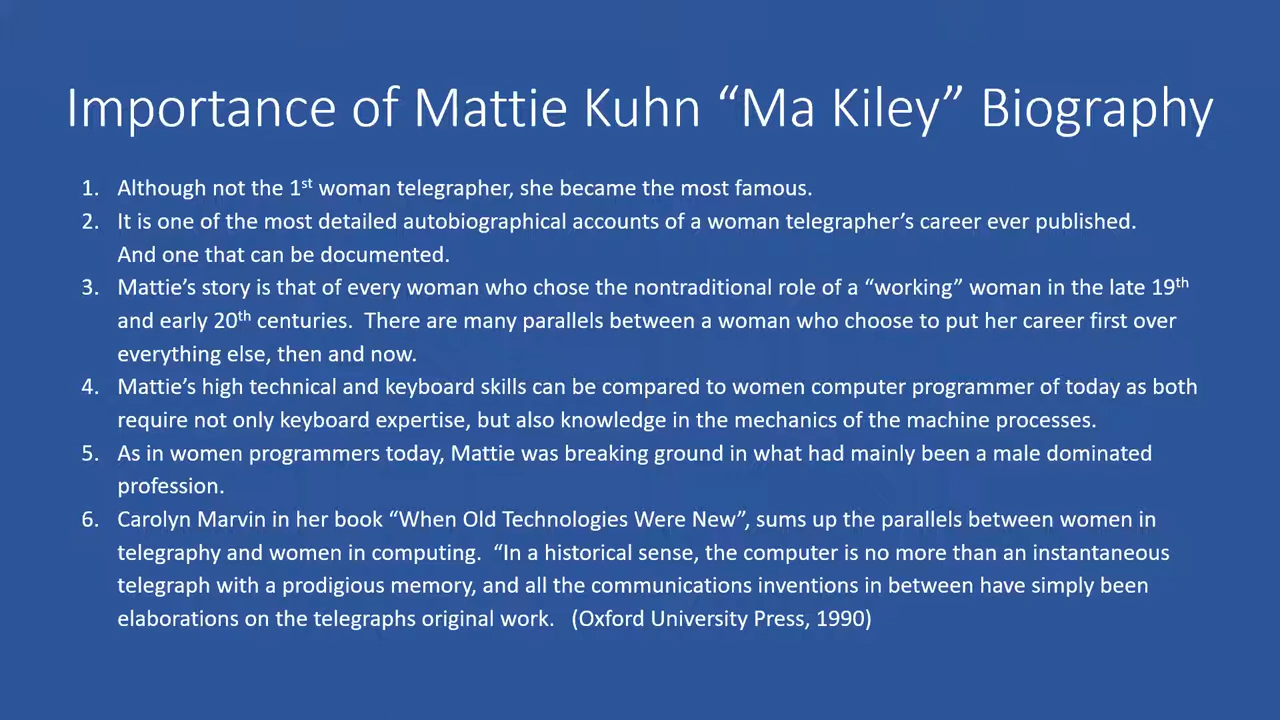 Importance of Mattie Kuhn “Ma Kiley” Biography
1. Although not the 1st woman telegrapher, she became the most famous.
2. It is one of the most detailed autobiographical accounts of a woman telegrapher’s career ever published.
And one that can be documented.
3. Mattie’s story is that of every woman who chose the nontraditional role of a “working” woman in the late 19th
and early 20th centuries.  There are many parallels between a woman who choose to put her career first over
everything else, then and now.
4. Mattie’s high technical and keyboard skills can be compared to women computer programmer of today as both
require not only keyboard expertise, but also knowledge in the mechanics of the machine processes.
5. As in women programmers today, Mattie was breaking ground in what had mainly been a male dominated
profession.
6. Carolyn Marvin in her book “When Old Technologies Were New”, sums up the parallels between women in
telegraphy and women in computing.  “In a historical sense, the computer is no more than an instantaneous
telegraph with a prodigious memory, and all the communications inventions in between have simply been
elaborations on the telegraphs original work.   (Oxford University Press, 1990)